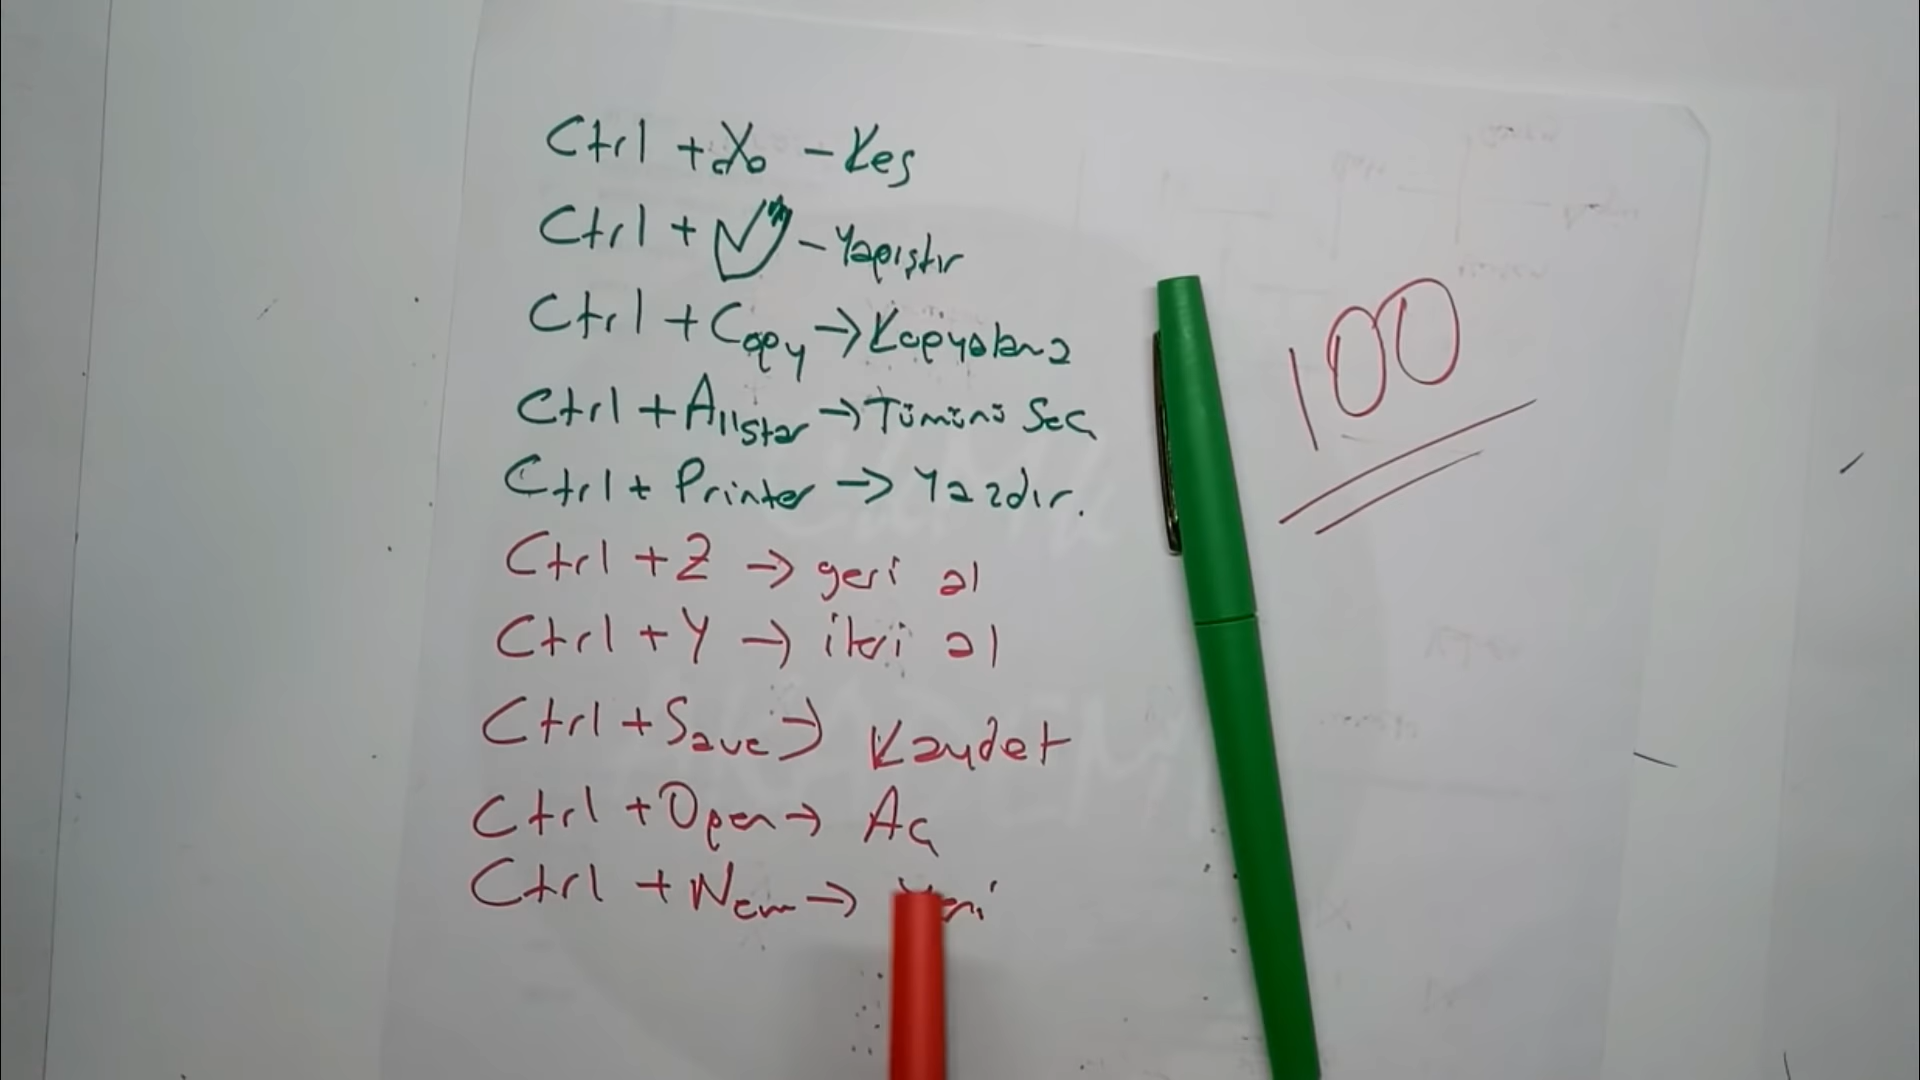 Ctrl + X - Kes
Ctrl + V - Yapıştır
Ctrl + Copy → Kopyalama
Ctrl + Allstar → Tümünü Seç
Ctrl + Printer → Yazdır.
Ctrl + Z → geri al
Ctrl + Y → ileri al
Ctrl + Save → Kaydet
Ctrl + Open → Aç
Ctrl + New →
100